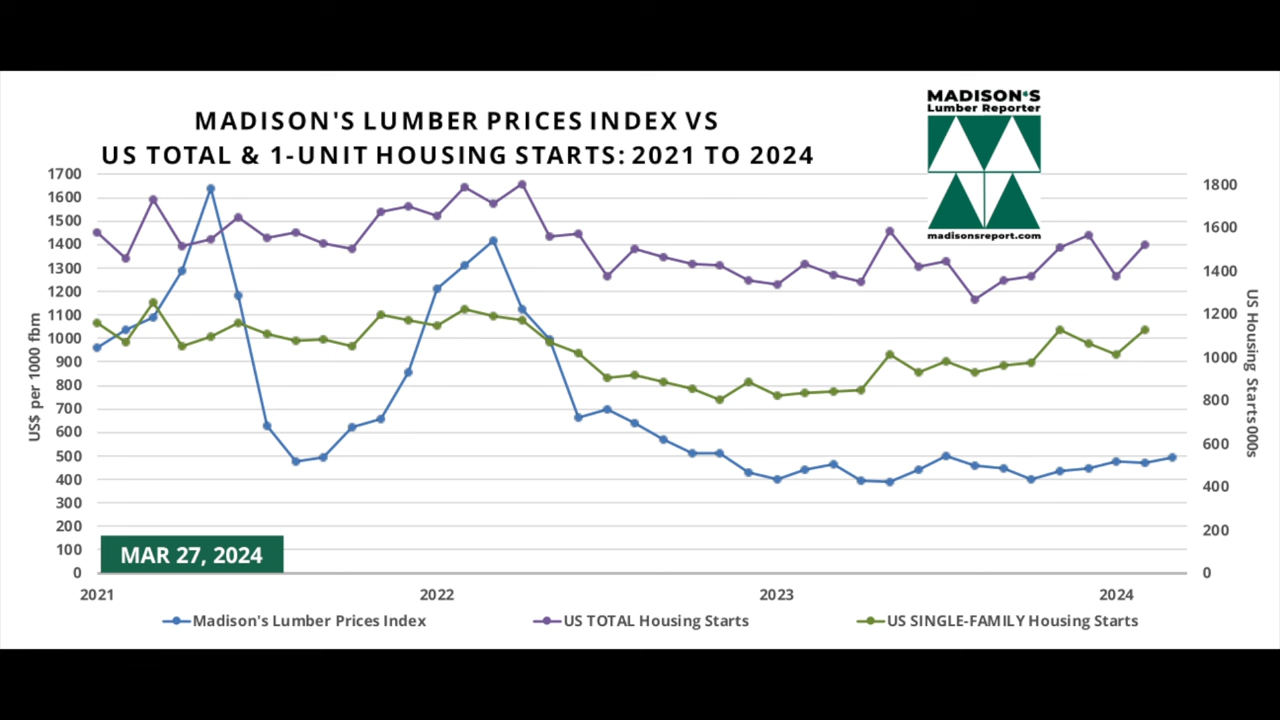 MADISON'S
Lumber Reporter
MADISON'S LUMBER PRICES INDEX VS
US TOTAL & 1-UNIT HOUSING STARTS: 2021 TO 2024
madisonsreport.com
1700
1600
1500
1400
1300
1200
1100
1000
900
800
700
600
500
400
300
200
100
0
US$ per 1000 fbm
1800
1600
1400
1200
1000
800
600
400
200
0
US Housing Starts 000s
MAR 27, 2024
2021 2022 2023 2024
Madison's Lumber Prices Index US TOTAL Housing Starts US SINGLE-FAMILY Housing Starts